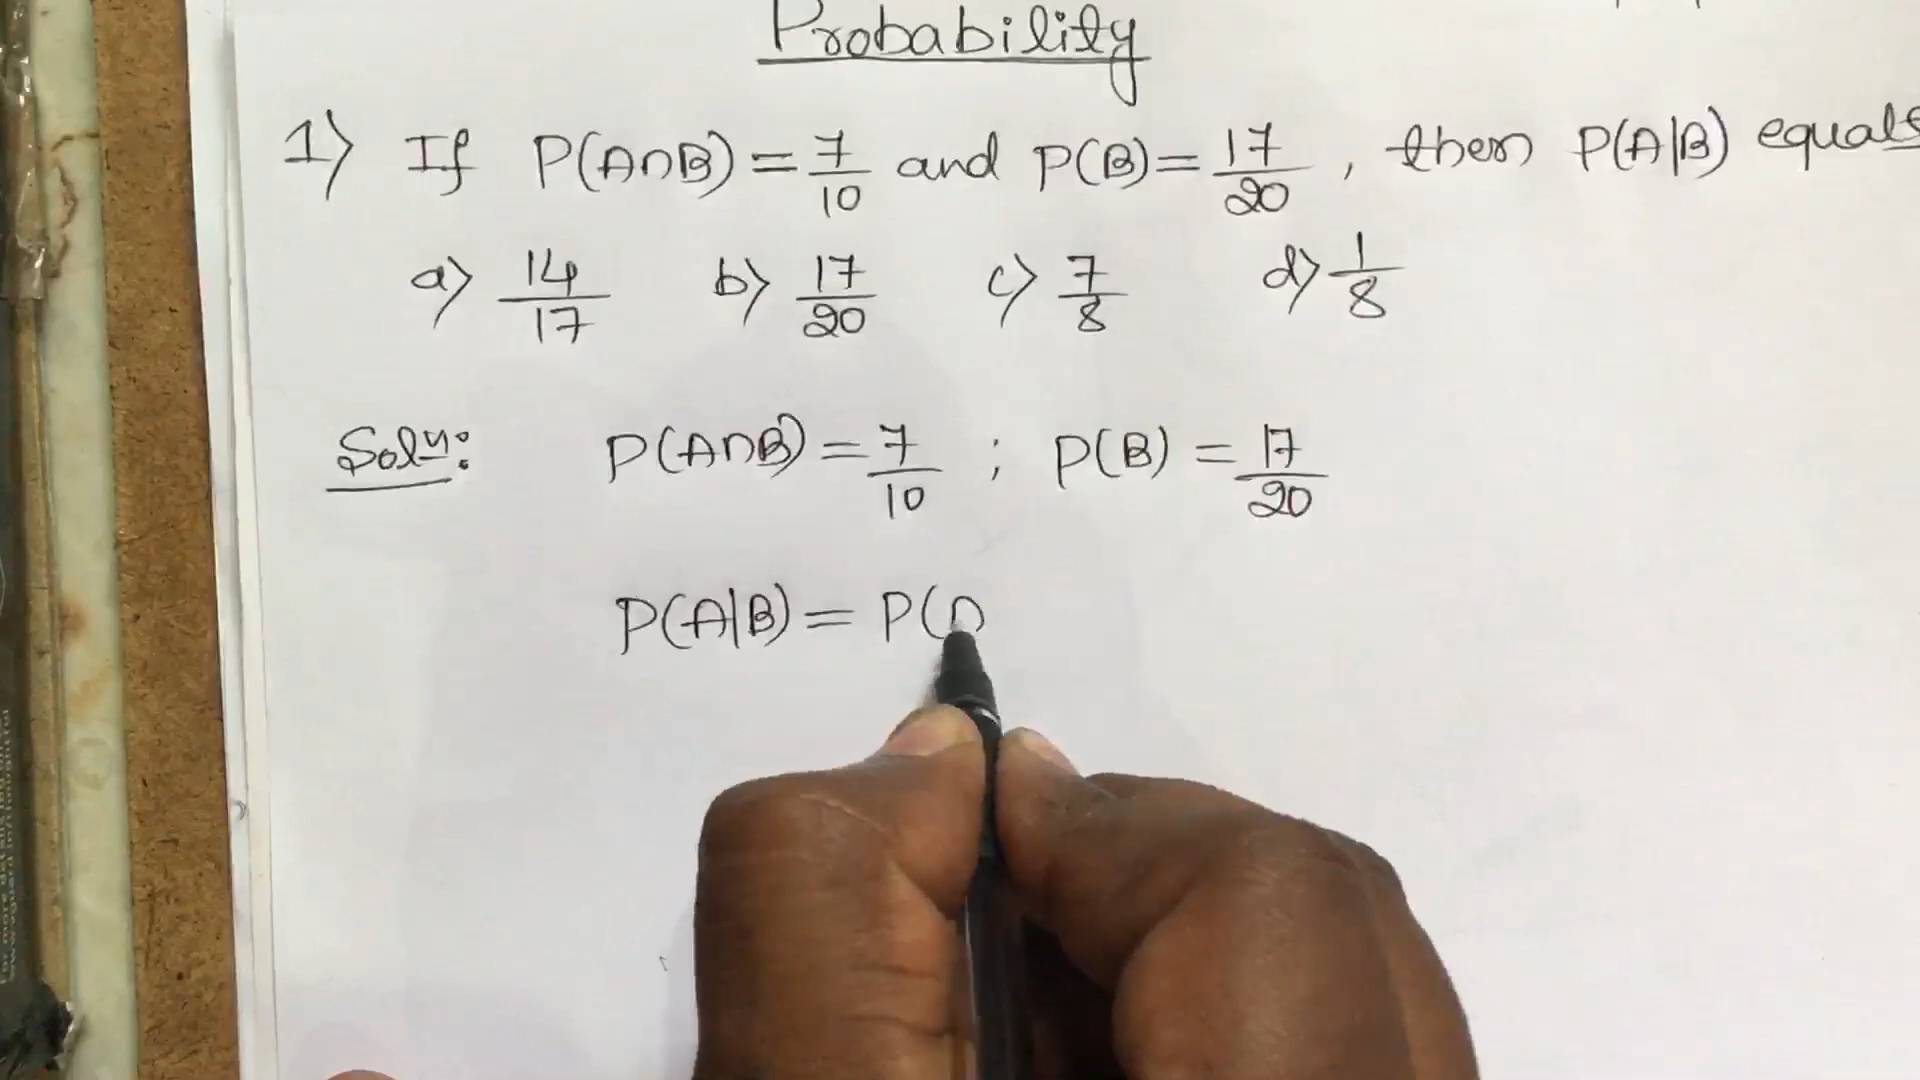 Probability
1) If P(A∩B) = 7/10 and P(B) = 17/20, then P(A|B) equals
a) 14/17 b) 17/20 c) 7/8 d) 1/8
Soln: P(A∩B) = 7/10 ; P(B) = 17/20
P(A|B) = P(A